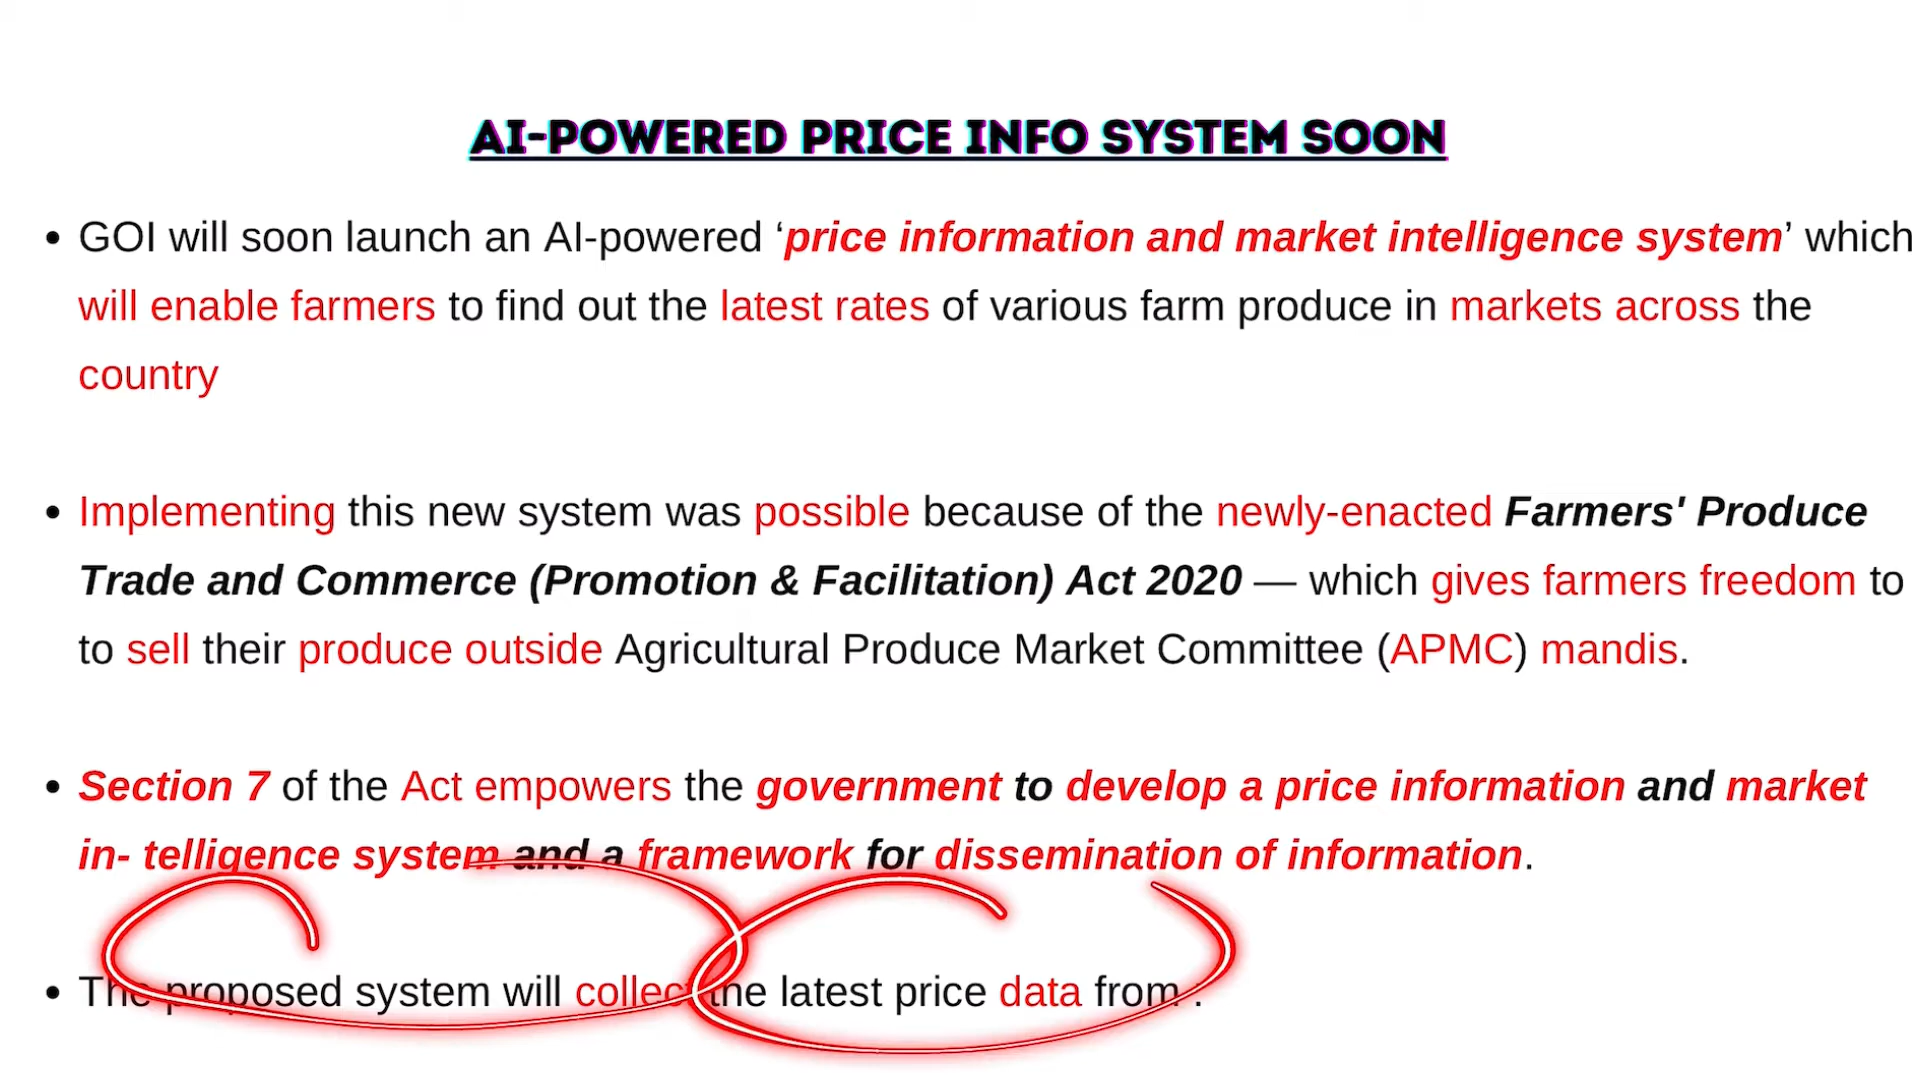 AI-POWERED PRICE INFO SYSTEM SOON
• GOI will soon launch an AI-powered ‘price information and market intelligence system’ which
will enable farmers to find out the latest rates of various farm produce in markets across the
country
• Implementing this new system was possible because of the newly-enacted Farmers' Produce
Trade and Commerce (Promotion & Facilitation) Act 2020 — which gives farmers freedom to
to sell their produce outside Agricultural Produce Market Committee (APMC) mandis.
• Section 7 of the Act empowers the government to develop a price information and market
in- telligence system and a framework for dissemination of information.
• The proposed system will collect the latest price data from .